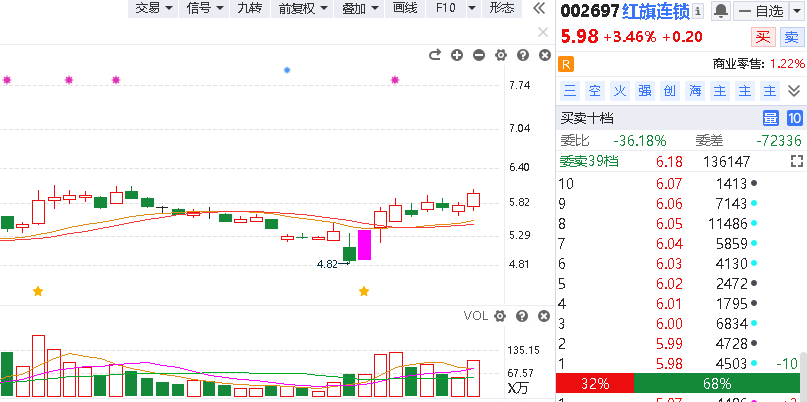 交易 信号 九转 前复权 叠加 画线 F10 形态
002697 红旗连锁 自选
5.98 +3.46% +0.20 买 卖
R 商业零售: 1.22%
三 空 火 强 创 海 主 主 主
买卖十档 量 10
委比 -36.18% 委差 -72336
委卖39档 6.18 136147
10 6.07 1413
9 6.06 7143
8 6.05 11486
7 6.04 5859
6 6.03 4130
5 6.02 2472
4 6.01 1795
3 6.00 6834
2 5.99 4728
1 5.98 4503 -10
32% 68%
7.74
7.04
6.40
5.82
5.29
4.81
4.82
VOL
135.15
67.57
X万